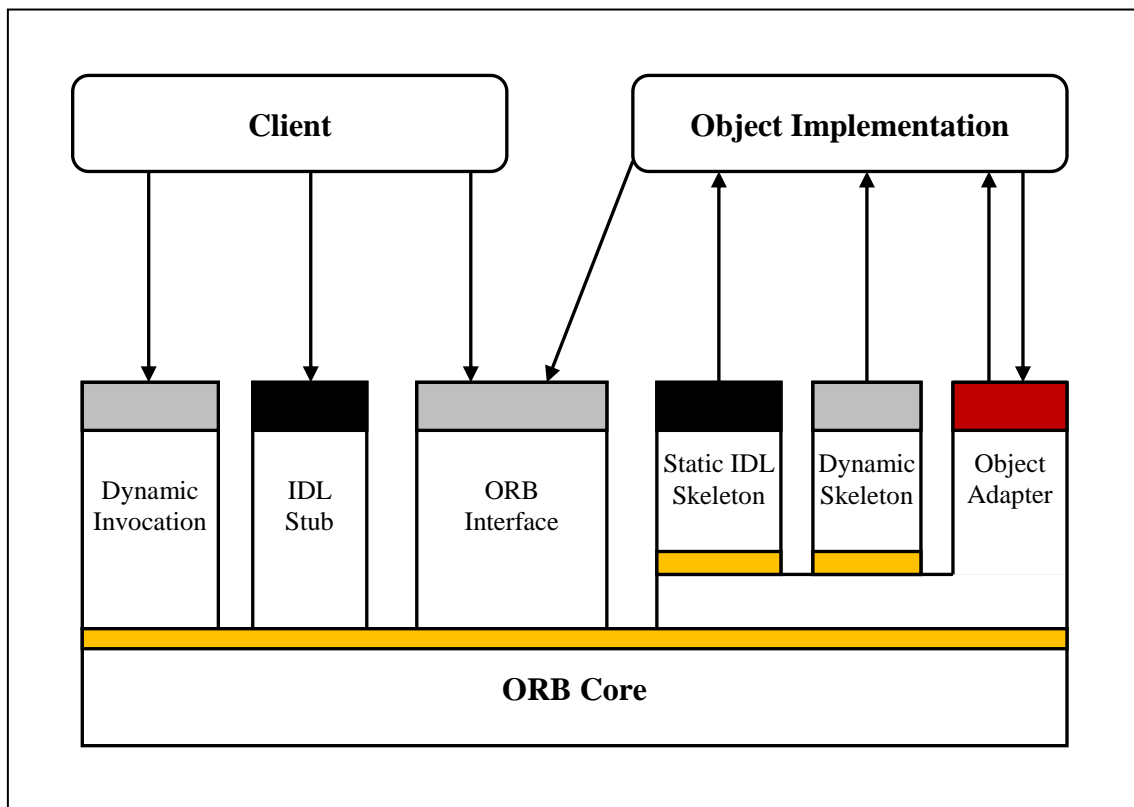 Client
Object Implementation
Dynamic
Invocation
IDL
Stub
ORB
Interface
Static IDL
Skeleton
Dynamic
Skeleton
Object
Adapter
ORB Core